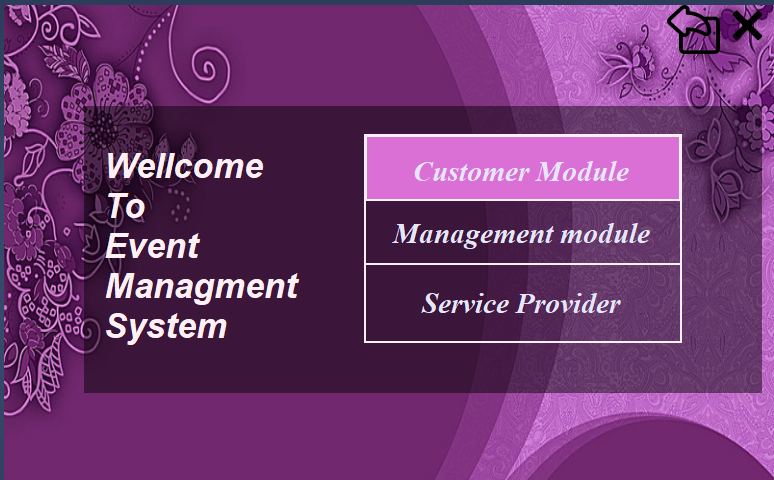 Wellcome
To
Event
Managment
System
Customer Module
Management module
Service Provider